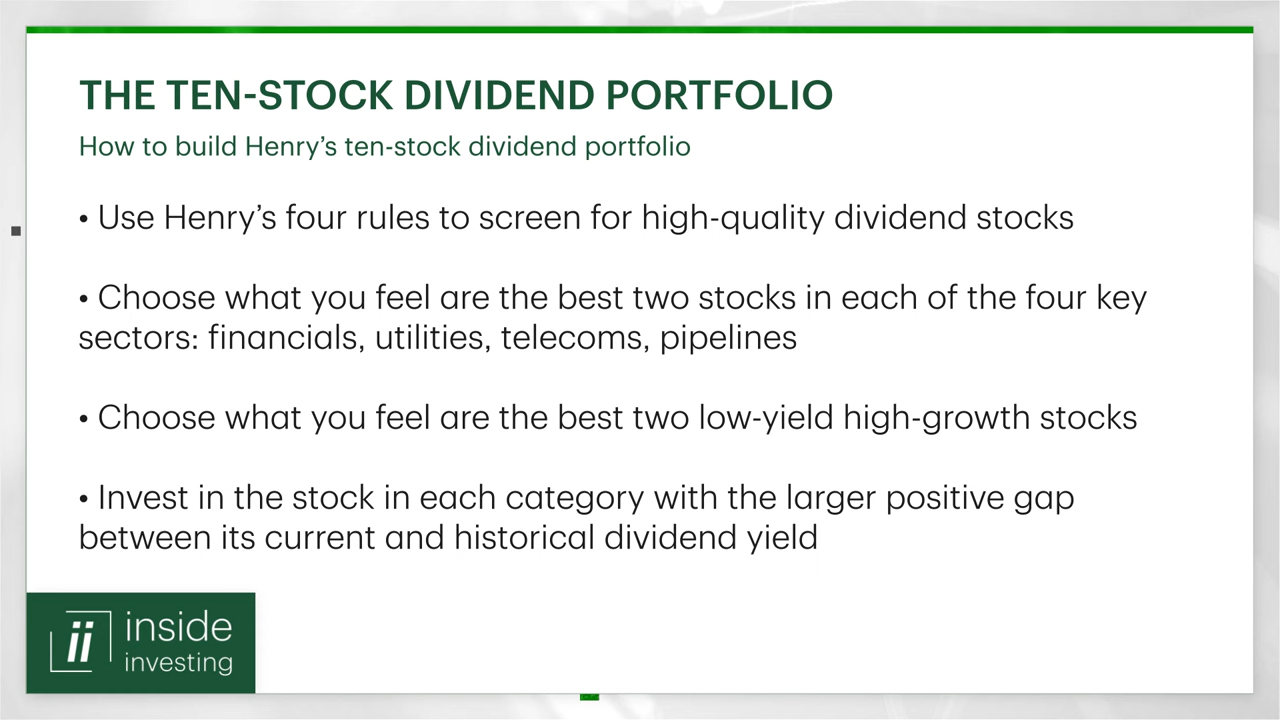 THE TEN-STOCK DIVIDEND PORTFOLIO
How to build Henry’s ten-stock dividend portfolio
• Use Henry’s four rules to screen for high-quality dividend stocks
• Choose what you feel are the best two stocks in each of the four key
sectors: financials, utilities, telecoms, pipelines
• Choose what you feel are the best two low-yield high-growth stocks
• Invest in the stock in each category with the larger positive gap
between its current and historical dividend yield
ii inside
investing